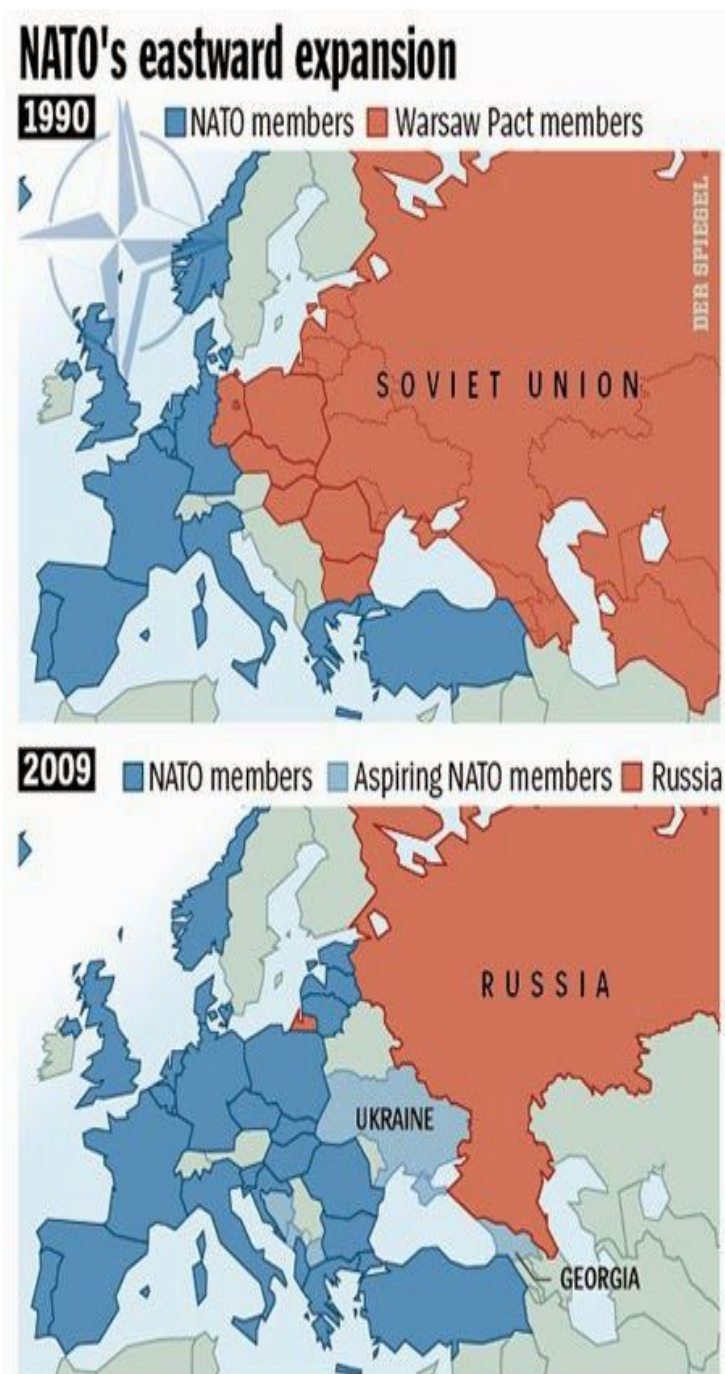 NATO's eastward expansion
1990 NATO members Warsaw Pact members
DER SPIEGEL
SOVIET UNION
2009 NATO members Aspiring NATO members Russia
RUSSIA
UKRAINE
GEORGIA